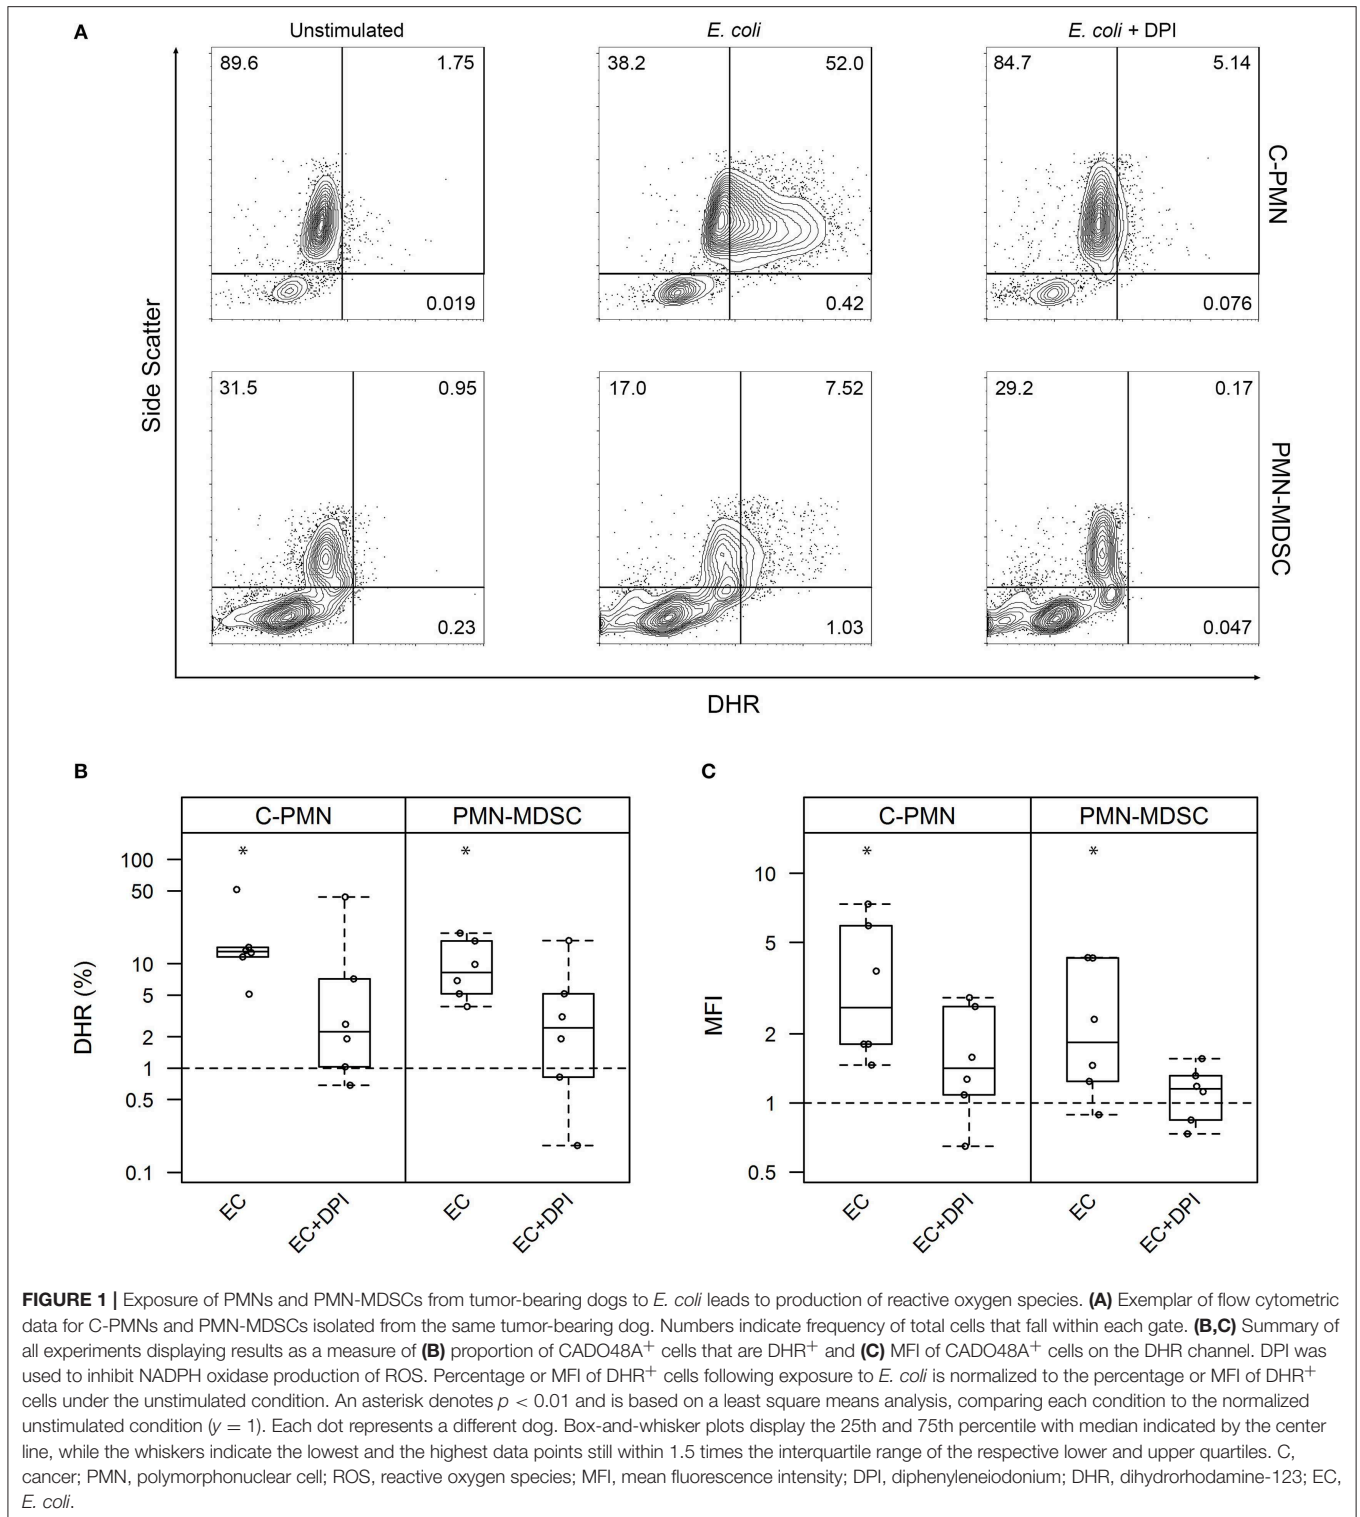 A
Unstimulated
E. coli
E. coli + DPI
89.6
1.75
38.2
52.0
84.7
5.14
C-PMN
0.019
0.42
0.076
Side Scatter
31.5
0.95
17.0
7.52
29.2
0.17
PMN-MDSC
0.23
1.03
0.047
DHR
B
C-PMN
PMN-MDSC
*
*
DHR (%)
100
50
10
5
2
1
0.5
0.1
EC
EC+DPI
EC
EC+DPI
C
C-PMN
PMN-MDSC
*
*
MFI
10
5
2
1
0.5
EC
EC+DPI
EC
EC+DPI
FIGURE 1 | Exposure of PMNs and PMN-MDSCs from tumor-bearing dogs to E. coli leads to production of reactive oxygen species. (A) Exemplar of flow cytometric
data for C-PMNs and PMN-MDSCs isolated from the same tumor-bearing dog. Numbers indicate frequency of total cells that fall within each gate. (B,C) Summary of
all experiments displaying results as a measure of (B) proportion of CADO48A⁺ cells that are DHR⁺ and (C) MFI of CADO48A⁺ cells on the DHR channel. DPI was
used to inhibit NADPH oxidase production of ROS. Percentage or MFI of DHR⁺ cells following exposure to E. coli is normalized to the percentage or MFI of DHR⁺
cells under the unstimulated condition. An asterisk denotes p < 0.01 and is based on a least square means analysis, comparing each condition to the normalized
unstimulated condition (y = 1). Each dot represents a different dog. Box-and-whisker plots display the 25th and 75th percentile with median indicated by the center
line, while the whiskers indicate the lowest and the highest data points still within 1.5 times the interquartile range of the respective lower and upper quartiles. C,
cancer; PMN, polymorphonuclear cell; ROS, reactive oxygen species; MFI, mean fluorescence intensity; DPI, diphenyleneiodonium; DHR, dihydrorhodamine-123; EC,
E. coli.